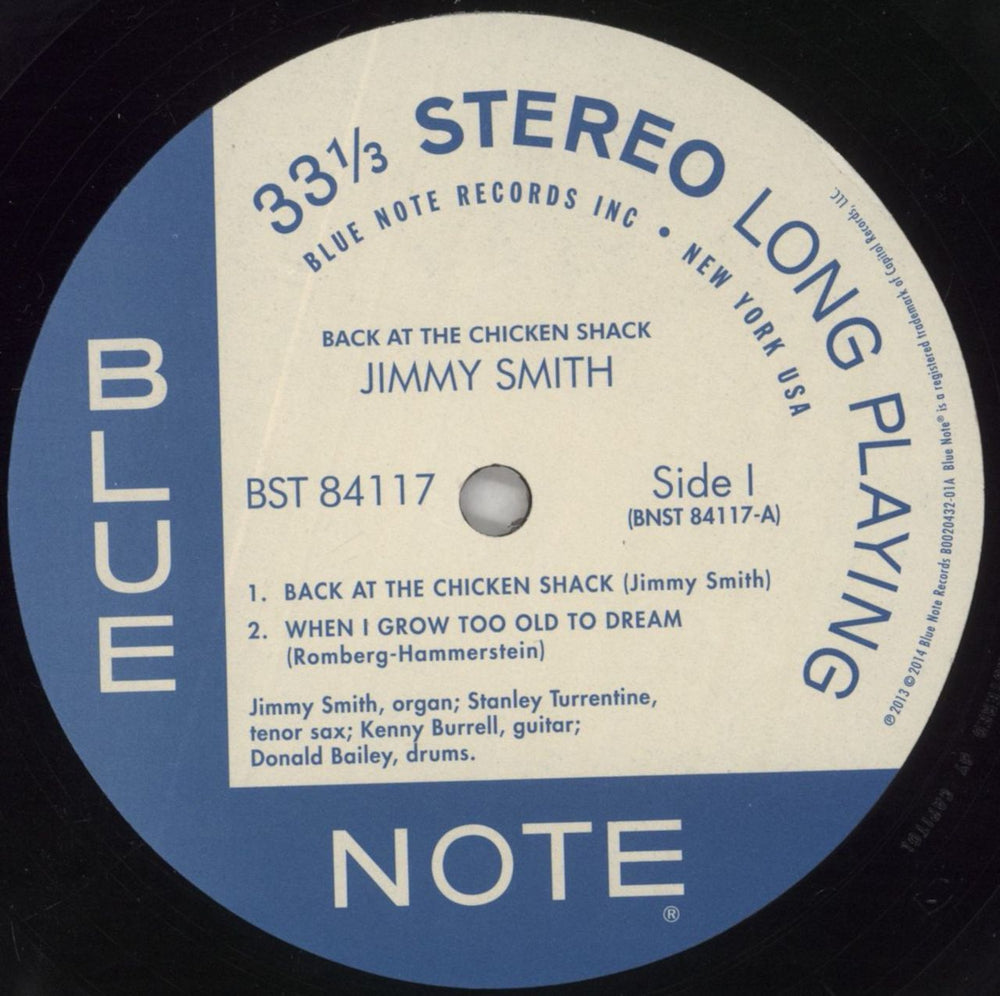 33⅓ STEREO LONG PLAYING
BLUE NOTE RECORDS INC • NEW YORK USA
BACK AT THE CHICKEN SHACK
JIMMY SMITH
BST 84117
Side I
(BNST 84117-A)
1. BACK AT THE CHICKEN SHACK (Jimmy Smith)
2. WHEN I GROW TOO OLD TO DREAM
(Romberg-Hammerstein)
Jimmy Smith, organ; Stanley Turrentine,
tenor sax; Kenny Burrell, guitar;
Donald Bailey, drums.
BLUE
NOTE®
℗ 2013 © 2014 Blue Note Records B0020432-01A Blue Note® is a registered trademark of Capitol Records, LLC.